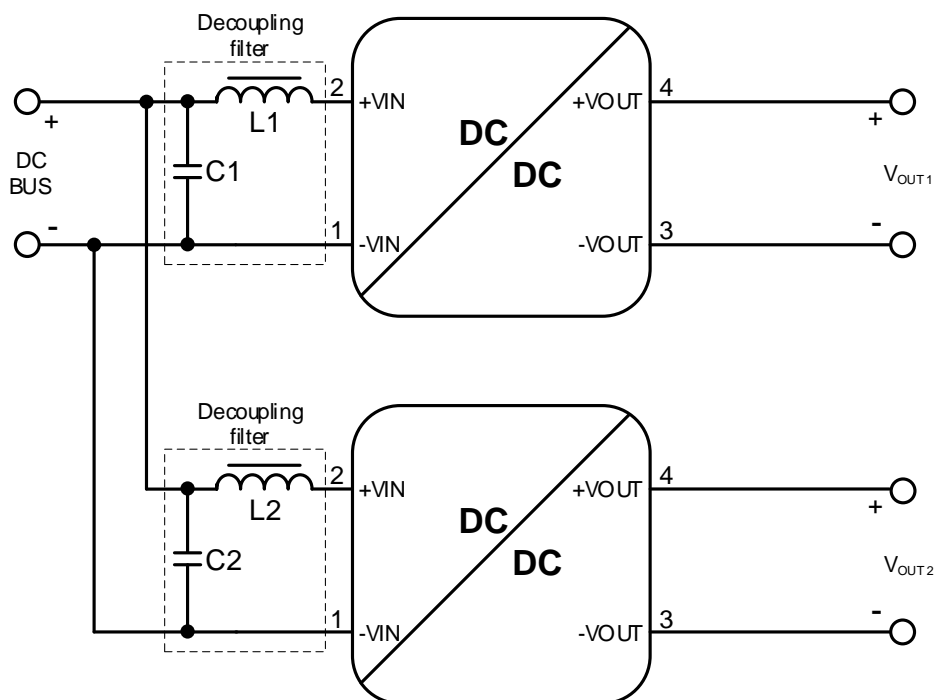 Decoupling
filter
+
DC
BUS
-
L1
C1
2
+VIN
1
-VIN
DC
DC
+VOUT
4
-VOUT
3
+
VOUT1
-
Decoupling
filter
L2
C2
2
+VIN
1
-VIN
DC
DC
+VOUT
4
-VOUT
3
+
VOUT2
-